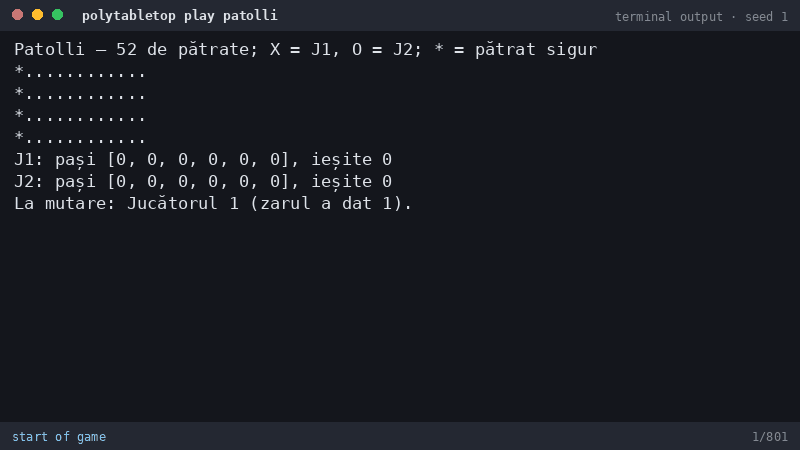 polytabletop play patolli
terminal output · seed 1
Patolli — 52 de pătrate; X = J1, O = J2; * = pătrat sigur
*............
*............
*............
*............
J1: pași [0, 0, 0, 0, 0, 0], ieșite 0
J2: pași [0, 0, 0, 0, 0, 0], ieșite 0
La mutare: Jucătorul 1 (zarul a dat 1).
start of game
1/801